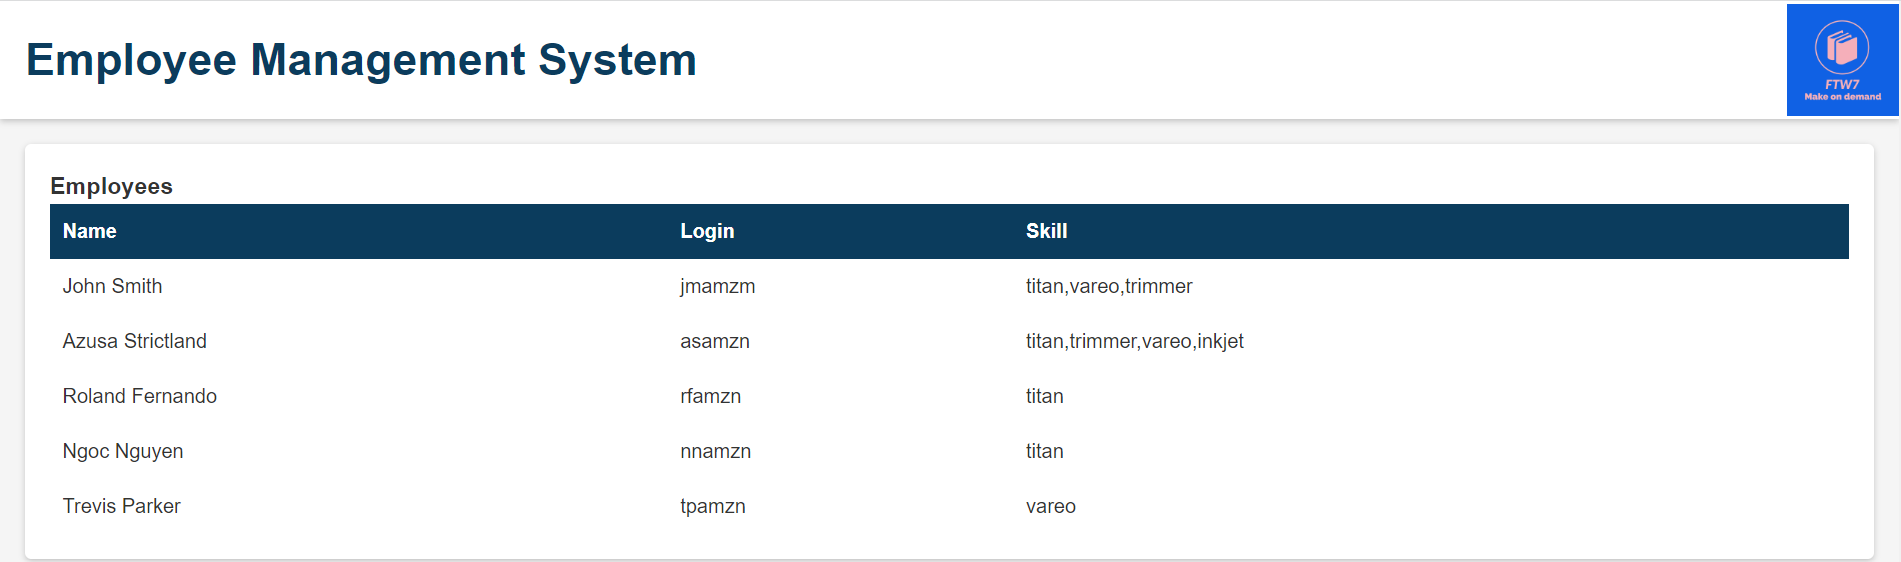 Employee Management System
FTW7
Make on demand
Employees
Name Login Skill
John Smith jmamzm titan,vareo,trimmer
Azusa Strictland asamzn titan,trimmer,vareo,inkjet
Roland Fernando rfamzn titan
Ngoc Nguyen nnamzn titan
Trevis Parker tpamzn vareo